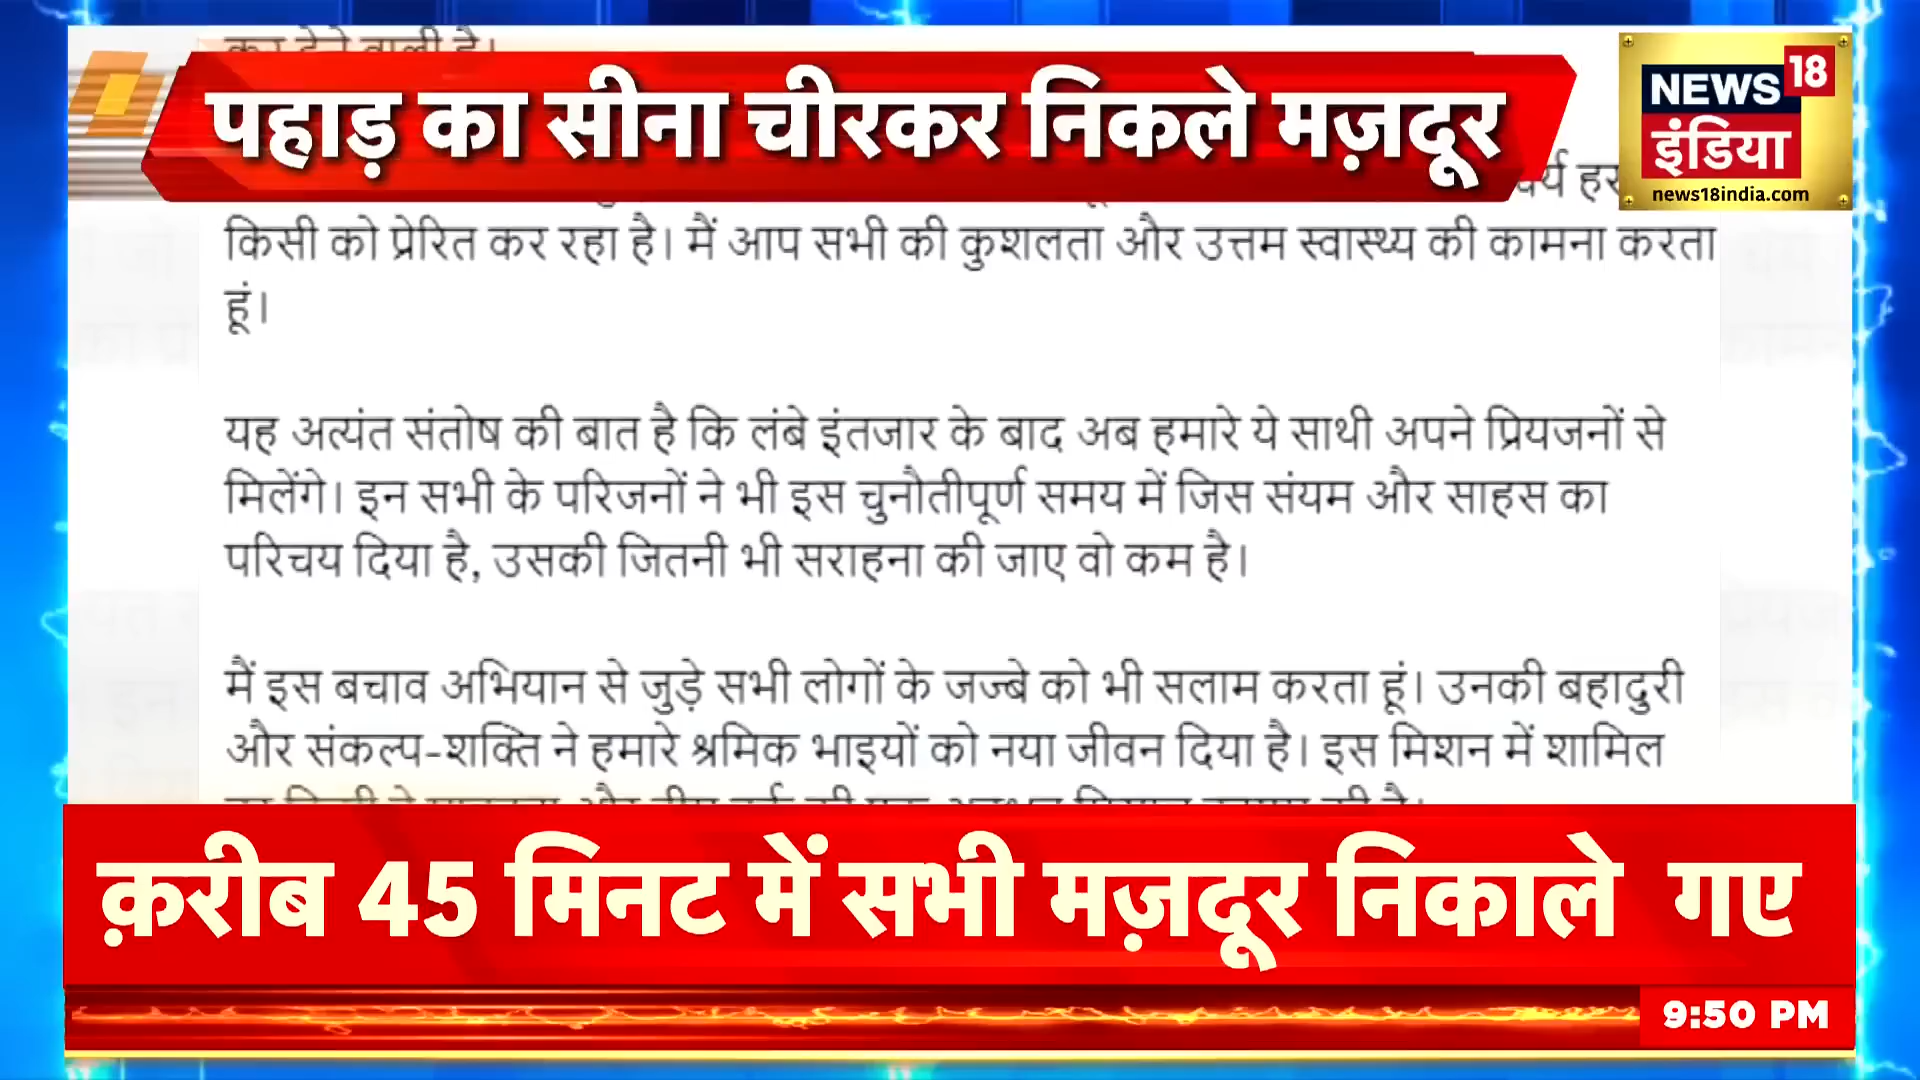 पहाड़ का सीना चीरकर निकले मज़दूर
NEWS 18
इंडिया
news18india.com
किसी को प्रेरित कर रहा है। मैं आप सभी की कुशलता और उत्तम स्वास्थ्य की कामना करता
हूं।
यह अत्यंत संतोष की बात है कि लंबे इंतजार के बाद अब हमारे ये साथी अपने प्रियजनों से
मिलेंगे। इन सभी के परिजनों ने भी इस चुनौतीपूर्ण समय में जिस संयम और साहस का
परिचय दिया है, उसकी जितनी भी सराहना की जाए वो कम है।
मैं इस बचाव अभियान से जुड़े सभी लोगों के जज्बे को भी सलाम करता हूं। उनकी बहादुरी
और संकल्प-शक्ति ने हमारे श्रमिक भाइयों को नया जीवन दिया है। इस मिशन में शामिल
क़रीब 45 मिनट में सभी मज़दूर निकाले गए
9:50 PM